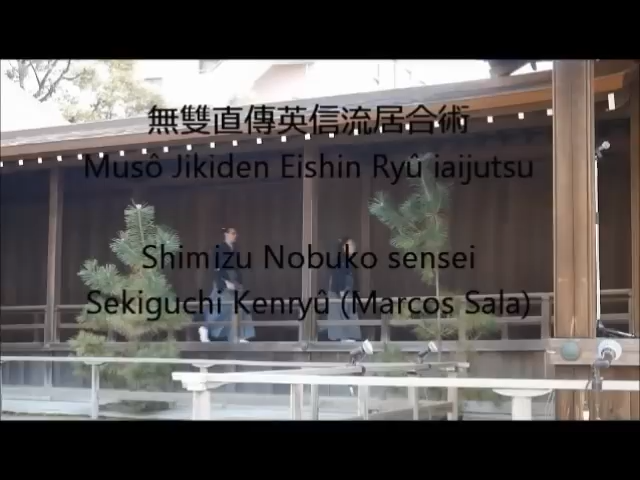 無雙直傳英信流居合術
Musô Jikiden Eishin Ryû iaijutsu
Shimizu Nobuko sensei
Sekiguchi Kenryû (Marcos Sala)